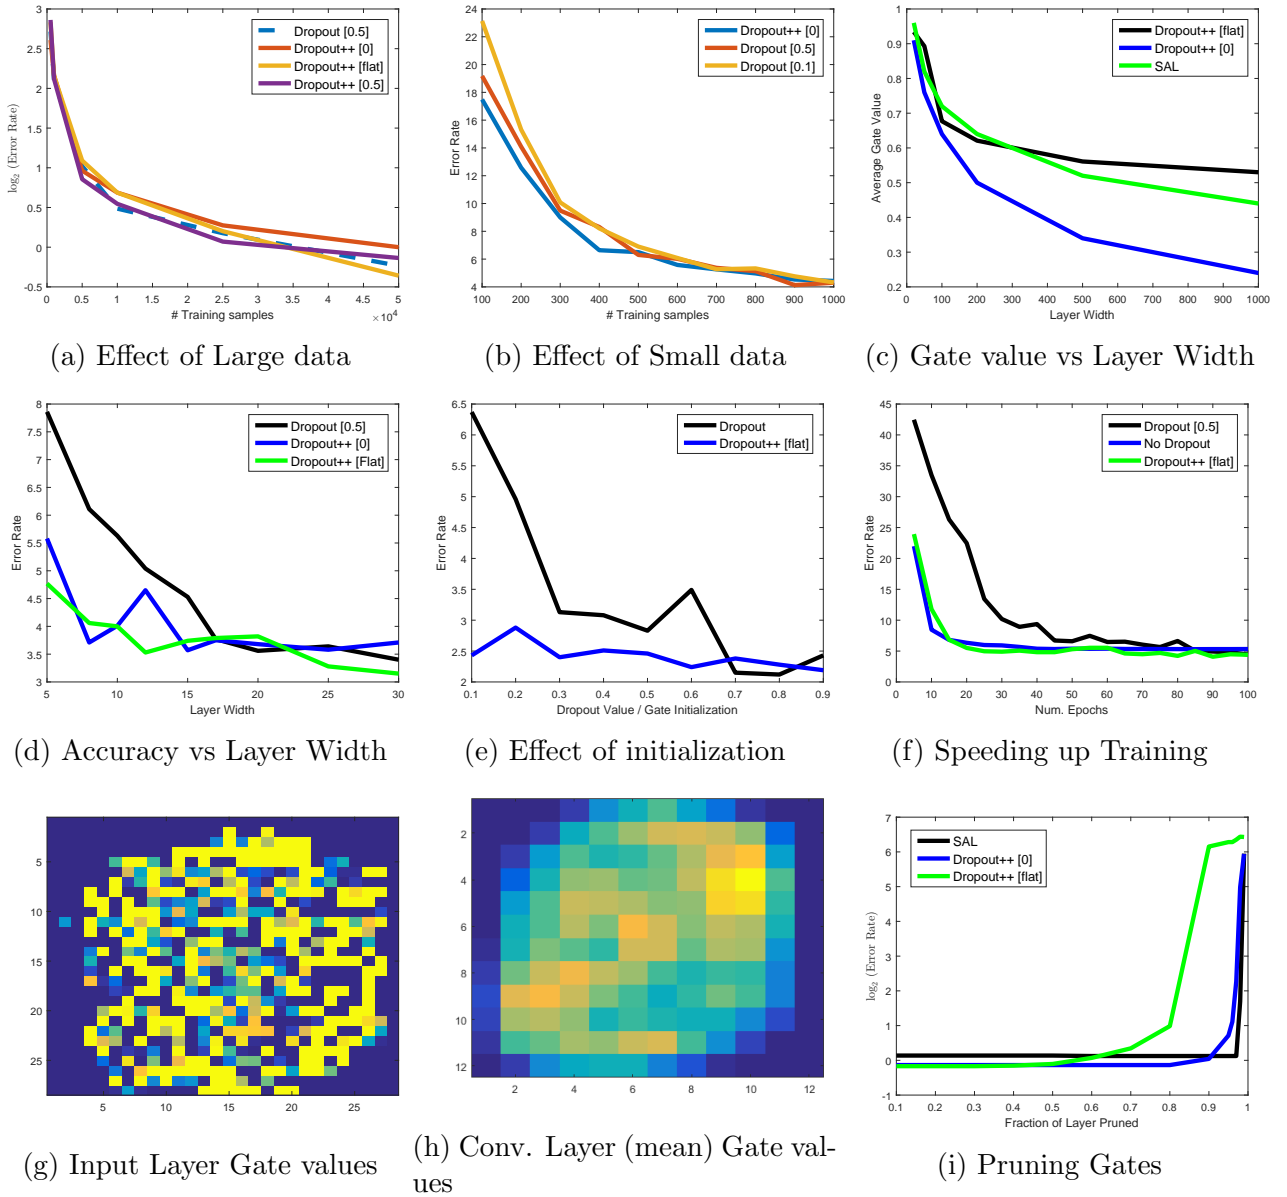 3
2.5
2
1.5
1
0.5
0
-0.5
log₂ (Error Rate)
Dropout [0.5]
Dropout++ [0]
Dropout++ [flat]
Dropout++ [0.5]
0 0.5 1 1.5 2 2.5 3 3.5 4 4.5 5
# Training samples
×10⁴
(a) Effect of Large data
24
22
20
18
16
14
12
10
8
6
4
Error Rate
Dropout++ [0]
Dropout [0.5]
Dropout [0.1]
100 200 300 400 500 600 700 800 900 1000
# Training samples
(b) Effect of Small data
1
0.9
0.8
0.7
0.6
0.5
0.4
0.3
0.2
Average Gate Value
Dropout++ [flat]
Dropout++ [0]
SAL
0 100 200 300 400 500 600 700 800 900 1000
Layer Width
(c) Gate value vs Layer Width
8
7.5
7
6.5
6
5.5
5
4.5
4
3.5
3
Error Rate
Dropout [0.5]
Dropout++ [0]
Dropout++ [Flat]
5 10 15 20 25 30
Layer Width
(d) Accuracy vs Layer Width
6.5
6
5.5
5
4.5
4
3.5
3
2.5
2
Error Rate
Dropout
Dropout++ [flat]
0.1 0.2 0.3 0.4 0.5 0.6 0.7 0.8 0.9
Dropout Value / Gate Initialization
(e) Effect of initialization
45
40
35
30
25
20
15
10
5
0
Error Rate
Dropout [0.5]
No Dropout
Dropout++ [flat]
0 10 20 30 40 50 60 70 80 90 100
Num. Epochs
(f) Speeding up Training
5
10
15
20
25
5 10 15 20 25
(g) Input Layer Gate values
2
4
6
8
10
12
2 4 6 8 10 12
(h) Conv. Layer (mean) Gate val-
ues
7
6
5
4
3
2
1
0
-1
log₂ (Error Rate)
SAL
Dropout++ [0]
Dropout++ [flat]
0.1 0.2 0.3 0.4 0.5 0.6 0.7 0.8 0.9 1
Fraction of Layer Pruned
(i) Pruning Gates